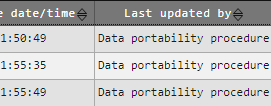 e date/time Last updated by
1:50:49 Data portability procedure
1:55:35 Data portability procedure
1:55:49 Data portability procedure